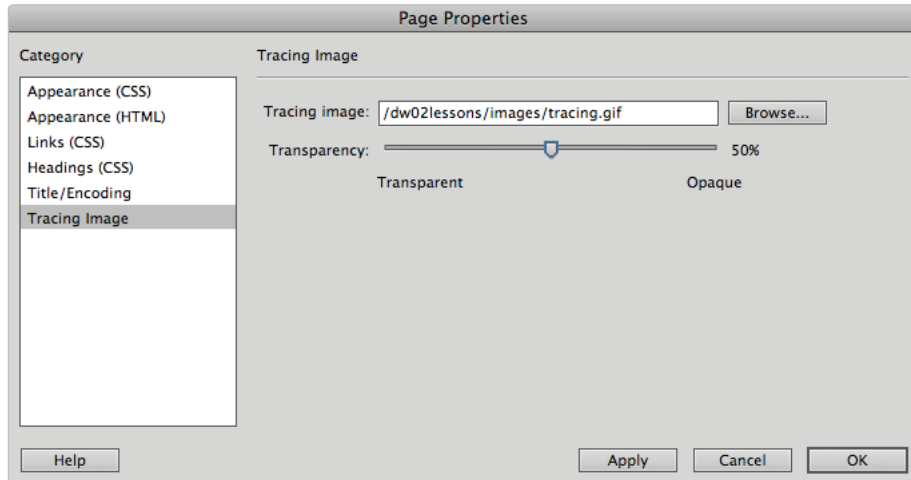 Page Properties
Category
Appearance (CSS)
Appearance (HTML)
Links (CSS)
Headings (CSS)
Title/Encoding
Tracing Image
Tracing Image
Tracing image: /dw02lessons/images/tracing.gif Browse...
Transparency: 50%
Transparent Opaque
Help Apply Cancel OK